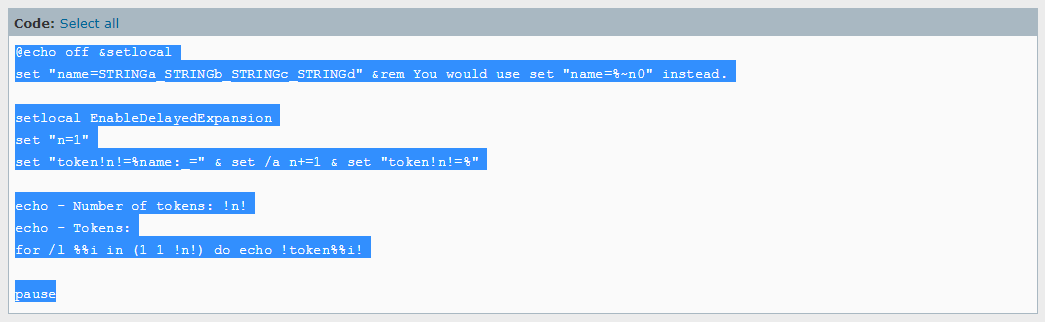 Code: Select all
@echo off &setlocal
set "name=STRINGa_STRINGb_STRINGc_STRINGd" &rem You would use set "name=%~n0" instead.
setlocal EnableDelayedExpansion
set "n=1"
set "token!n!=%name:_=" & set /a n+=1 & set "token!n!=%"
echo - Number of tokens: !n!
echo - Tokens:
for /l %%i in (1 1 !n!) do echo !token%%i!
pause